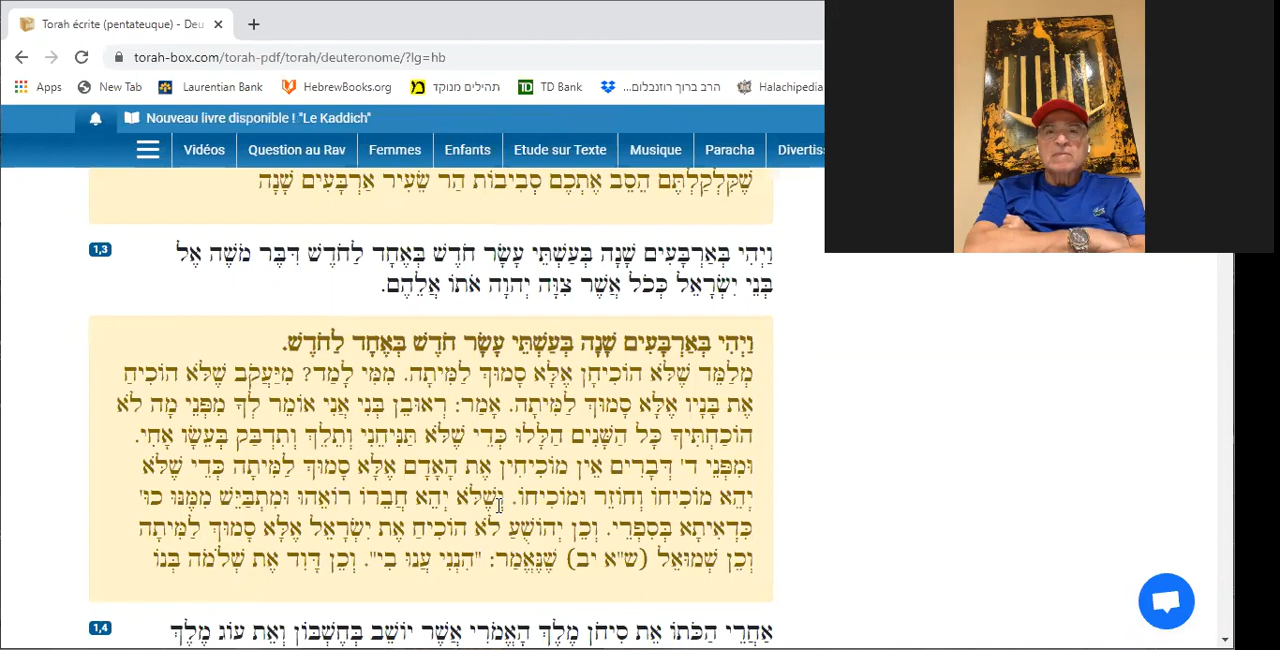 Torah écrite (pentateuque) - Deu
torah-box.com/torah-pdf/torah/deuteronome/?lg=hb
Apps New Tab Laurentian Bank HebrewBooks.org תהילים מנוקד TD Bank הרב ברוך רוזנבלום... Halachipedia
Nouveau livre disponible ! "Le Kaddich"
Vidéos Question au Rav Femmes Enfants Etude sur Texte Musique Paracha Divertis
שֶׁקִּלְקַלְתֶּם הֵסֵב אֶתְכֶם סְבִיבוֹת הַר שֵׂעִיר אַרְבָּעִים שָׁנָה
1,3
וַיְהִי בְּאַרְבָּעִים שָׁנָה בְּעַשְׁתֵּי עָשָׂר חֹדֶשׁ בְּאֶחָד לַחֹדֶשׁ דִּבֶּר מֹשֶׁה אֶל
בְּנֵי יִשְׂרָאֵל כְּכֹל אֲשֶׁר צִוָּה יְהוָה אֹתוֹ אֲלֵהֶם.
וַיְהִי בְּאַרְבָּעִים שָׁנָה בְּעַשְׁתֵּי עָשָׂר חֹדֶשׁ בְּאֶחָד לַחֹדֶשׁ.
מְלַמֵּד שֶׁלֹּא הוֹכִיחָן אֶלָּא סָמוּךְ לַמִּיתָה. מִמִּי לָמַד? מִיַּעֲקֹב שֶׁלֹּא הוֹכִיחַ
אֶת בָּנָיו אֶלָּא סָמוּךְ לַמִּיתָה. אָמַר: רְאוּבֵן בְּנִי אֲנִי אוֹמֵר לְךָ מִפְּנֵי מָה לֹא
הוֹכַחְתִּיךָ כָּל הַשָּׁנִים הַלָּלוּ כְּדֵי שֶׁלֹּא תַּנִּיחֵנִי וְתֵלֵךְ וְתִדְבַּק בְּעֵשָׂו אָחִי.
וּמִפְּנֵי ד' דְּבָרִים אֵין מוֹכִיחִין אֶת הָאָדָם אֶלָּא סָמוּךְ לַמִּיתָה כְּדֵי שֶׁלֹּא
יְהֵא מוֹכִיחוֹ וְחוֹזֵר וּמוֹכִיחוֹ. וְשֶׁלֹּא יְהֵא חֲבֵרוֹ רוֹאֵהוּ וּמִתְבַּיֵּשׁ מִמֶּנּוּ כוּ'
כִּדְאִיתָא בְּסִפְרֵי. וְכֵן יְהוֹשֻׁעַ לֹא הוֹכִיחַ אֶת יִשְׂרָאֵל אֶלָּא סָמוּךְ לַמִּיתָה
וְכֵן שְׁמוּאֵל (ש"א יב) שֶׁנֶּאֱמַר: "הִנְנִי עֲנוּ בִי". וְכֵן דָּוִד אֶת שְׁלֹמֹה בְּנוֹ
1,4
אַחֲרֵי הַכֹּתוֹ אֵת סִיחֹן מֶלֶךְ הָאֱמֹרִי אֲשֶׁר יוֹשֵׁב בְּחֶשְׁבּוֹן וְאֵת עוֹג מֶלֶךְ